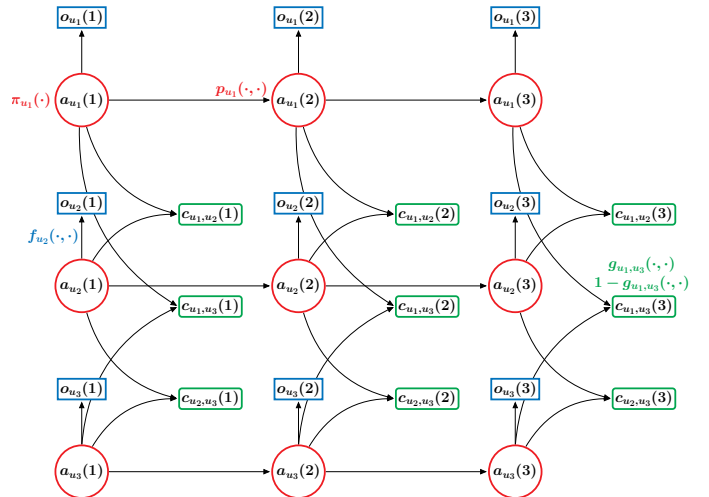 o_{u_1}(1) o_{u_1}(2) o_{u_1}(3)
π_{u_1}(·) a_{u_1}(1) p_{u_1}(·,·) a_{u_1}(2) a_{u_1}(3)
o_{u_2}(1) c_{u_1,u_2}(1) o_{u_2}(2) c_{u_1,u_2}(2) o_{u_2}(3) c_{u_1,u_2}(3)
f_{u_2}(·,·)
g_{u_1,u_3}(·,·)
a_{u_2}(1) a_{u_2}(2) a_{u_2}(3) 1 − g_{u_1,u_3}(·,·)
c_{u_1,u_3}(1) c_{u_1,u_3}(2) c_{u_1,u_3}(3)
o_{u_3}(1) c_{u_2,u_3}(1) o_{u_3}(2) c_{u_2,u_3}(2) o_{u_3}(3) c_{u_2,u_3}(3)
a_{u_3}(1) a_{u_3}(2) a_{u_3}(3)